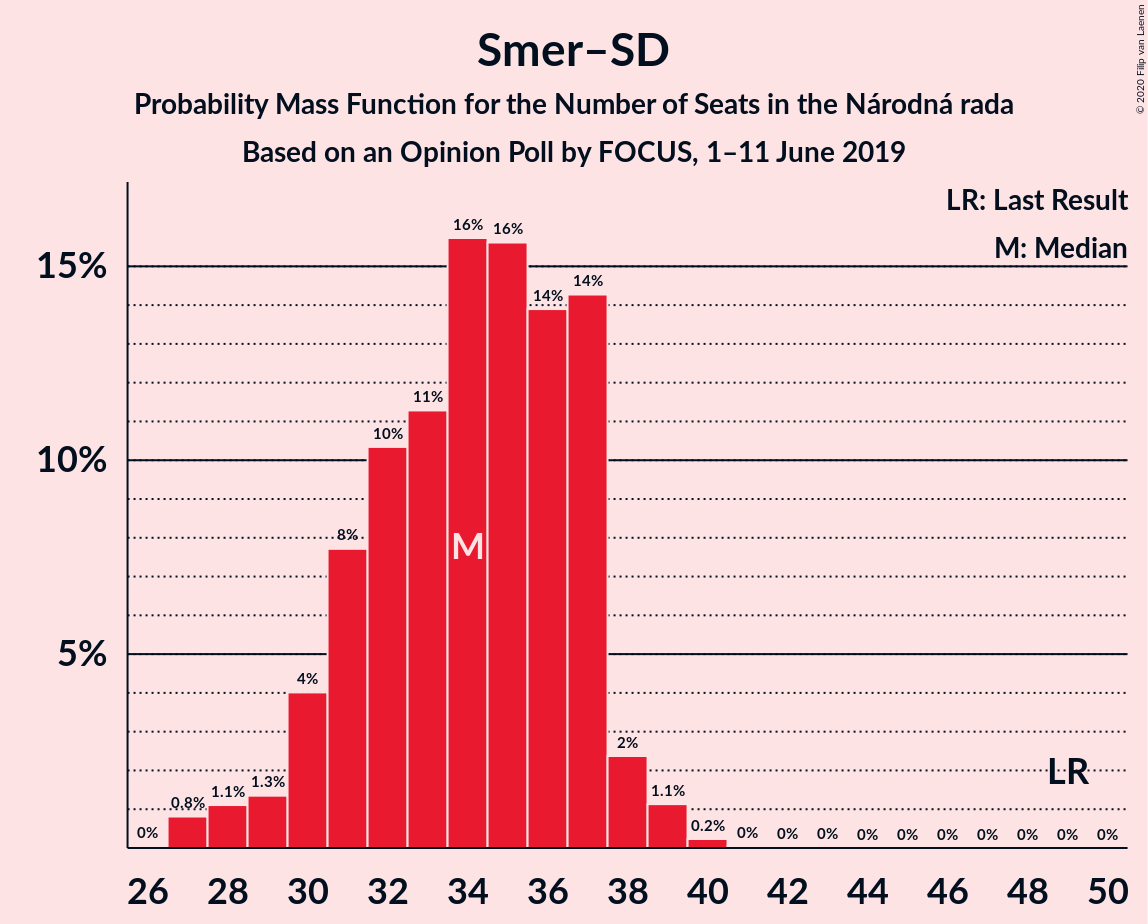 Smer–SD
Probability Mass Function for the Number of Seats in the Národná rada
Based on an Opinion Poll by FOCUS, 1–11 June 2019
© 2020 Filip van Laenen
LR: Last Result
M: Median
15%
10%
5%
0% 0.8% 1.1% 1.3% 4% 8% 10% 11% 16% 16% 14% 14% 2% 1.1% 0.2% 0% 0% 0% 0% 0% 0% 0% 0% 0% 0%
M
LR
26 28 30 32 34 36 38 40 42 44 46 48 50